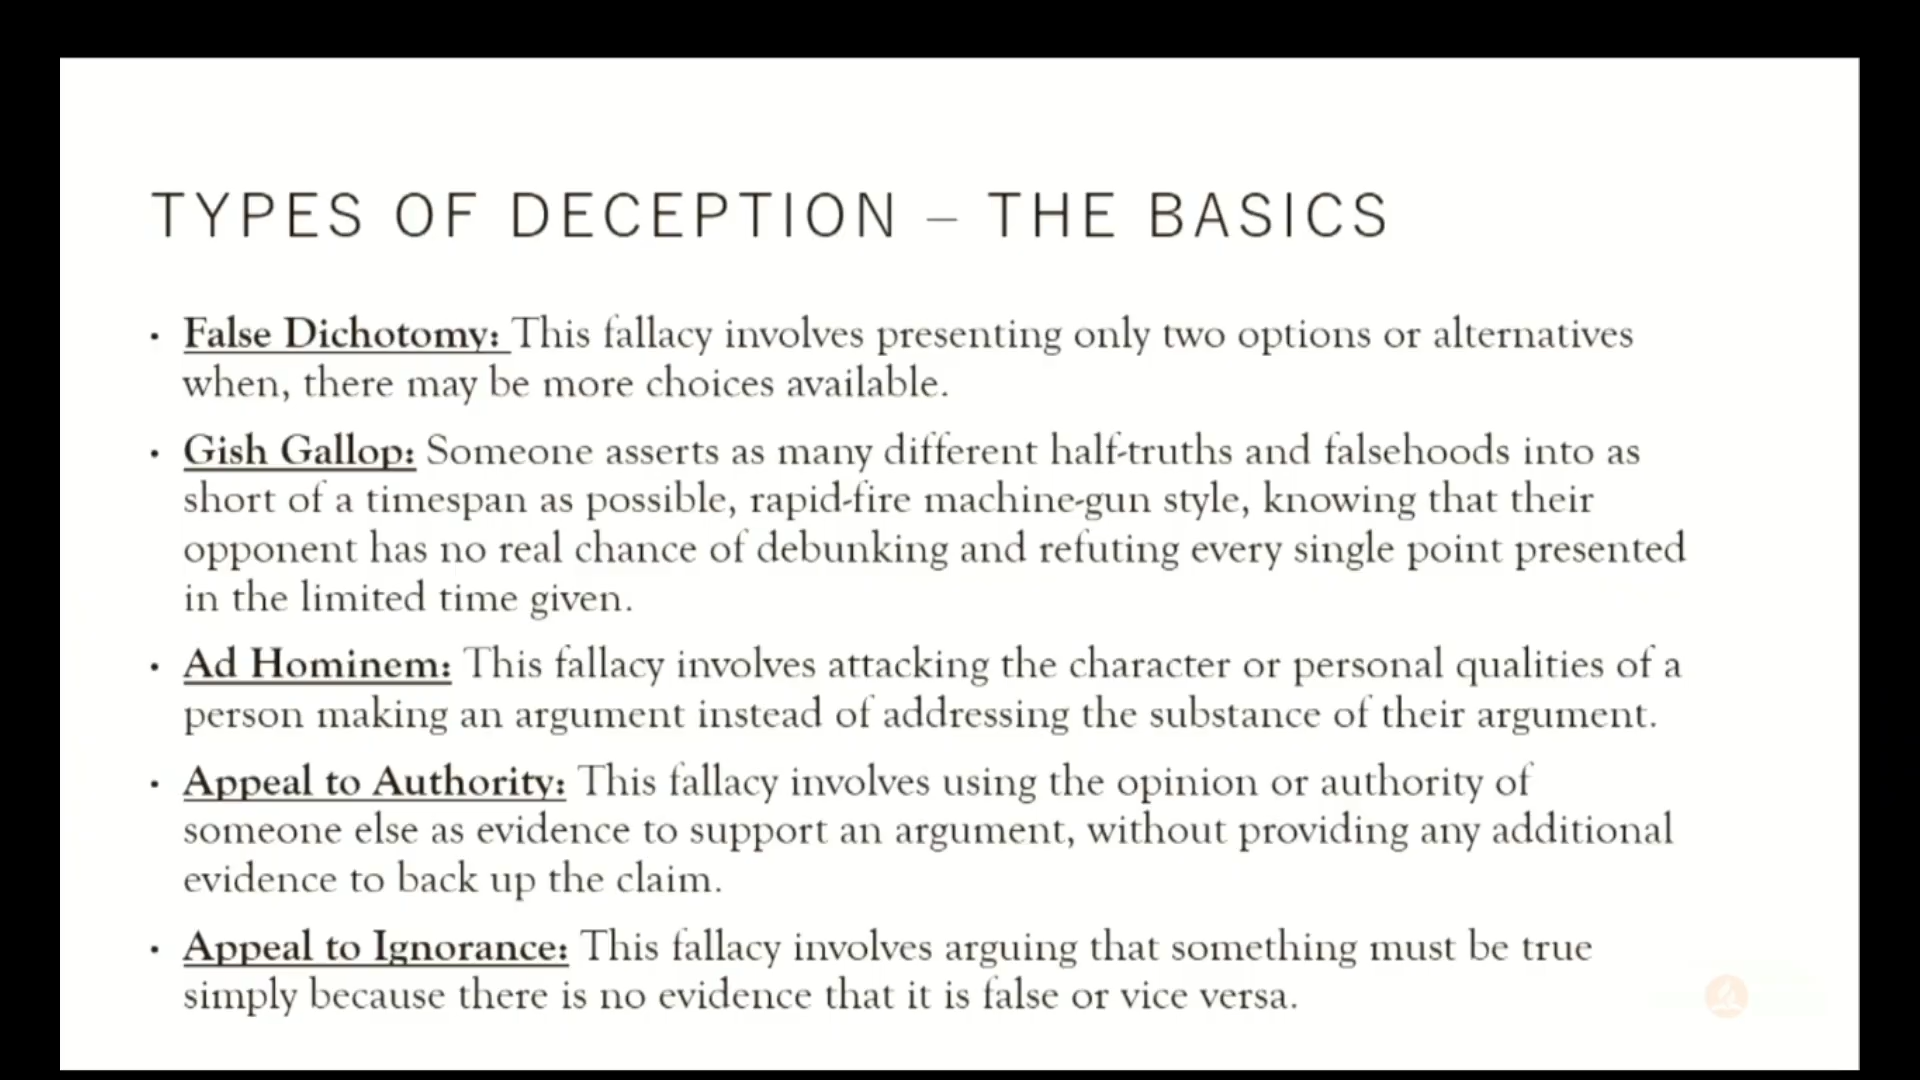 TYPES OF DECEPTION – THE BASICS
• False Dichotomy: This fallacy involves presenting only two options or alternatives
when, there may be more choices available.
• Gish Gallop: Someone asserts as many different half-truths and falsehoods into as
short of a timespan as possible, rapid-fire machine-gun style, knowing that their
opponent has no real chance of debunking and refuting every single point presented
in the limited time given.
• Ad Hominem: This fallacy involves attacking the character or personal qualities of a
person making an argument instead of addressing the substance of their argument.
• Appeal to Authority: This fallacy involves using the opinion or authority of
someone else as evidence to support an argument, without providing any additional
evidence to back up the claim.
• Appeal to Ignorance: This fallacy involves arguing that something must be true
simply because there is no evidence that it is false or vice versa.